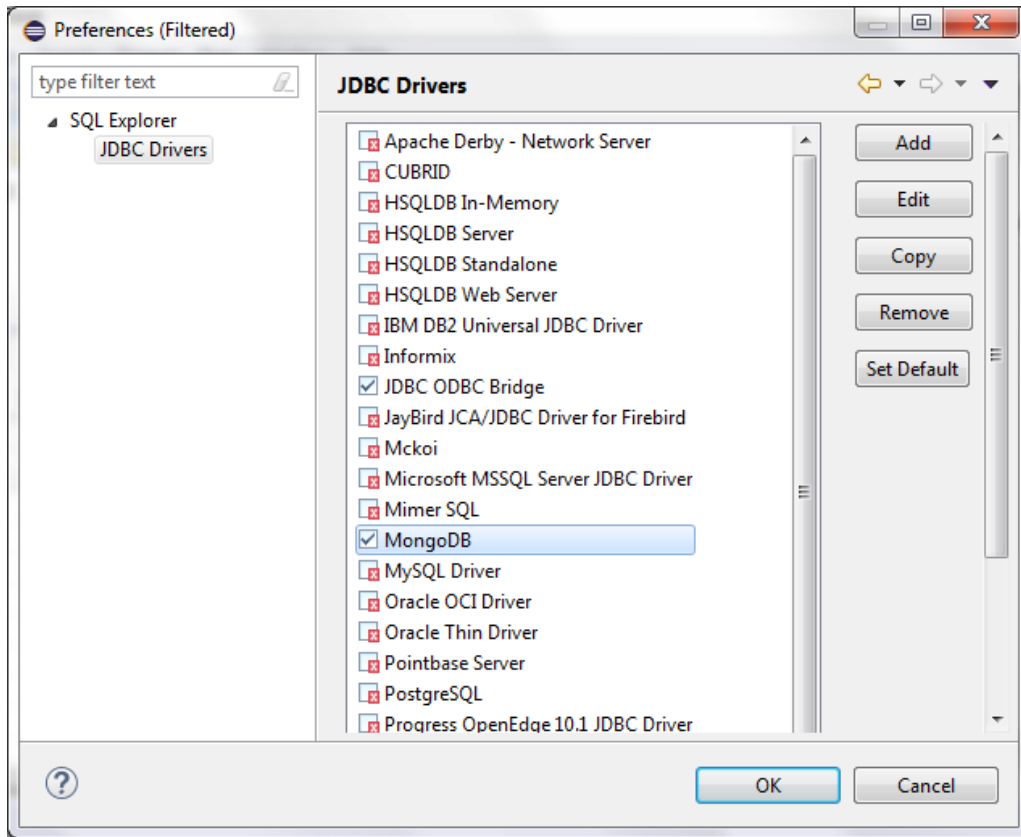 Preferences (Filtered)
type filter text
SQL Explorer
JDBC Drivers
JDBC Drivers
Apache Derby - Network Server
CUBRID
HSQLDB In-Memory
HSQLDB Server
HSQLDB Standalone
HSQLDB Web Server
IBM DB2 Universal JDBC Driver
Informix
JDBC ODBC Bridge
JayBird JCA/JDBC Driver for Firebird
Mckoi
Microsoft MSSQL Server JDBC Driver
Mimer SQL
MongoDB
MySQL Driver
Oracle OCI Driver
Oracle Thin Driver
Pointbase Server
PostgreSQL
Progress OpenEdge 10.1 JDBC Driver
Add
Edit
Copy
Remove
Set Default
OK
Cancel